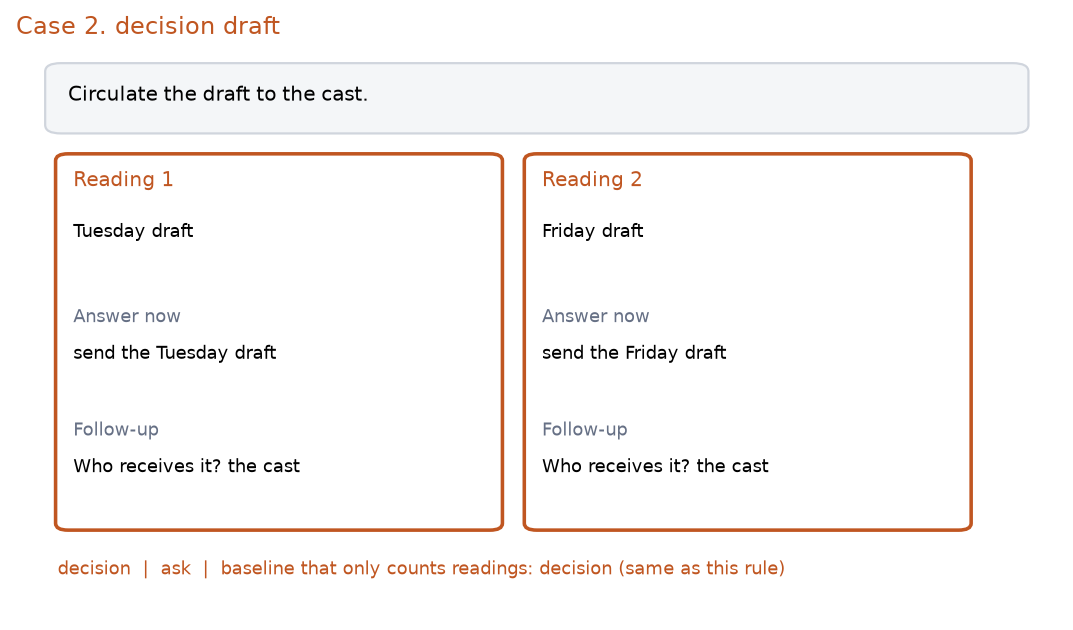 Case 2. decision draft
Circulate the draft to the cast.
Reading 1
Tuesday draft
Answer now
send the Tuesday draft
Follow-up
Who receives it? the cast
Reading 2
Friday draft
Answer now
send the Friday draft
Follow-up
Who receives it? the cast
decision | ask | baseline that only counts readings: decision (same as this rule)